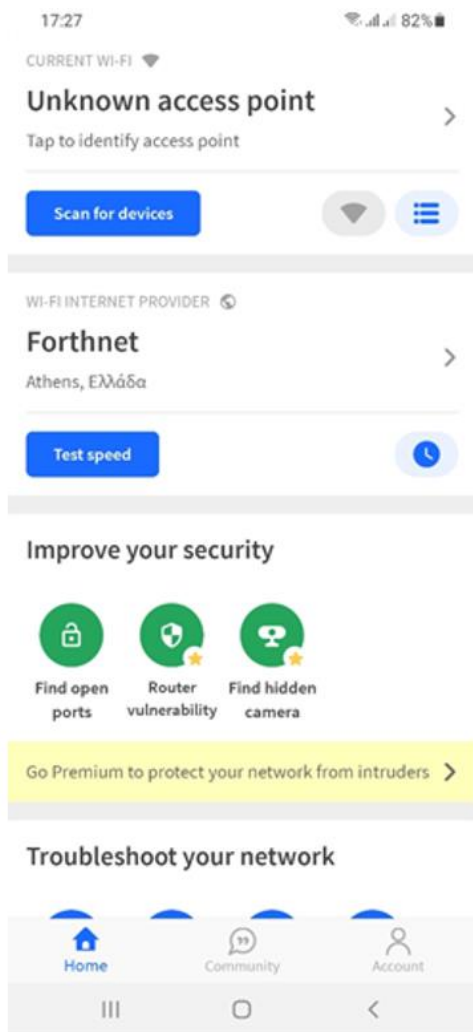 17:27
82%
CURRENT WI-FI
Unknown access point
Tap to identify access point
Scan for devices
WI-FI INTERNET PROVIDER
Forthnet
Athens, Ελλάδα
Test speed
Improve your security
Find open ports
Router vulnerability
Find hidden camera
Go Premium to protect your network from intruders
Troubleshoot your network
Home
Community
Account